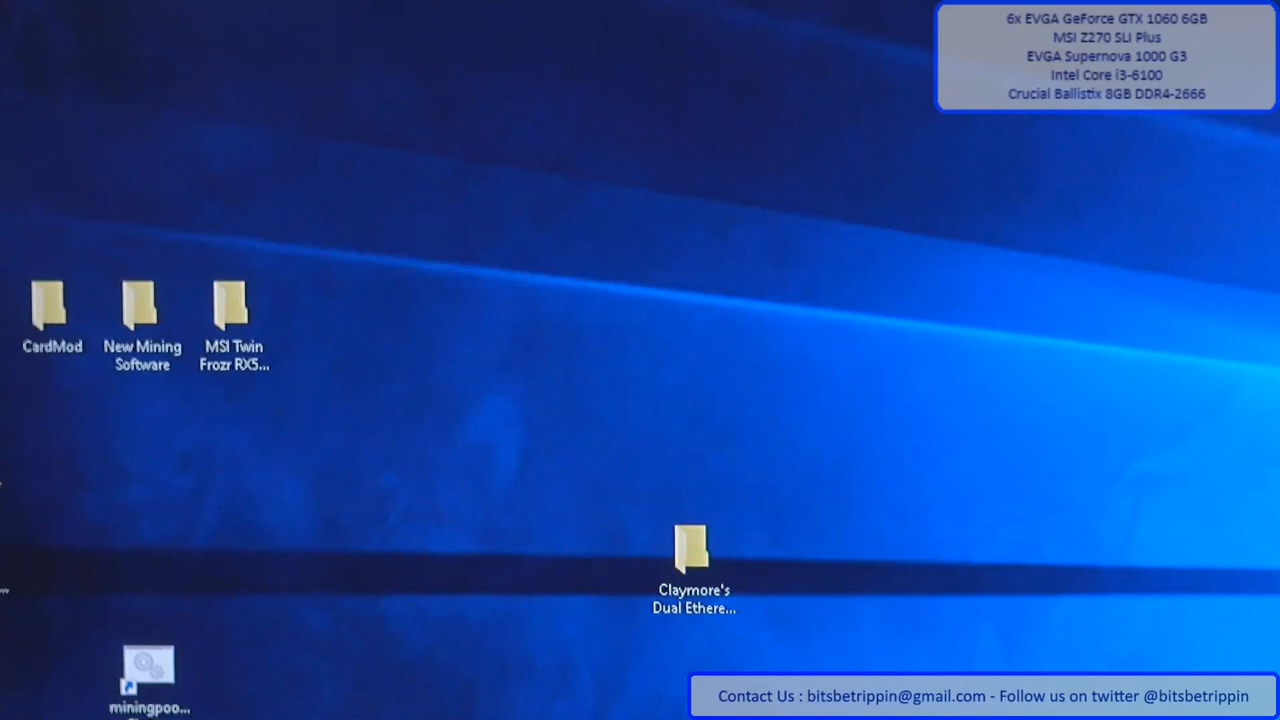 6x EVGA GeForce GTX 1060 6GB
MSI Z270 SLI Plus
EVGA Supernova 1000 G3
Intel Core i3-6100
Crucial Ballistix 8GB DDR4-2666
CardMod
New Mining
Software
MSI Twin
Frozr RX5...
Claymore's
Dual Ethere...
miningpoo...
Contact Us : bitsbetrippin@gmail.com - Follow us on twitter @bitsbetrippin